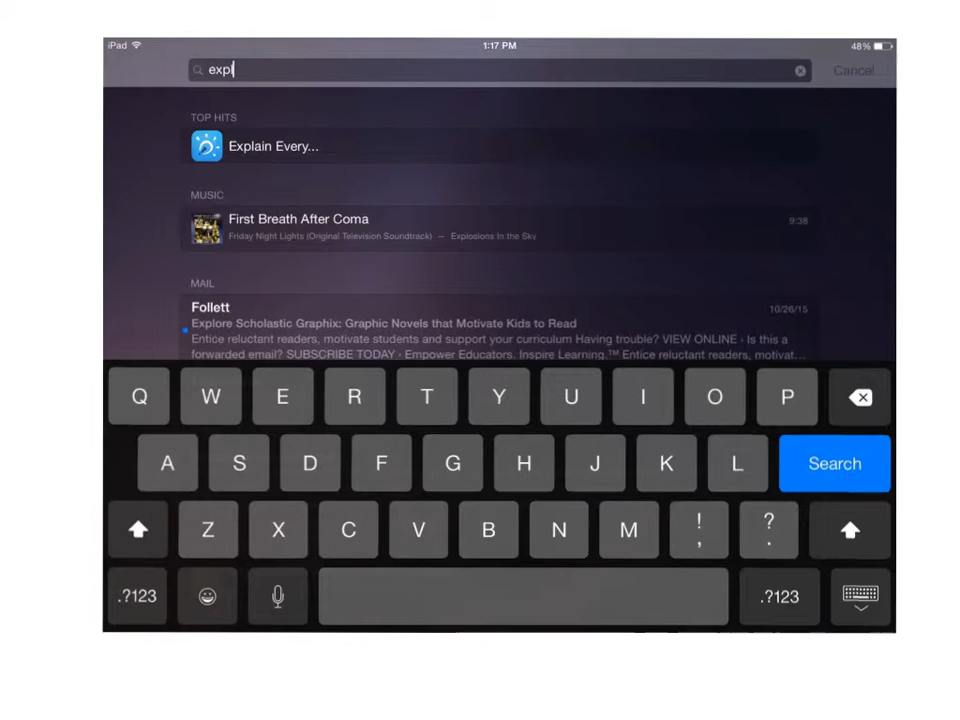 iPad 1:17 PM 48%
expl Cancel
TOP HITS
Explain Every...
MUSIC
First Breath After Coma 9:38
Friday Night Lights (Original Television Soundtrack) — Explosions In the Sky
MAIL
Follett 10/26/15
Explore Scholastic Graphix: Graphic Novels that Motivate Kids to Read
Entice reluctant readers, motivate students and support your curriculum Having trouble? VIEW ONLINE · Is this a
forwarded email? SUBSCRIBE TODAY · Empower Educators. Inspire Learning.™ Entice reluctant readers, motivat...
Q W E R T Y U I O P
A S D F G H J K L Search
Z X C V B N M ! , ? .
.?123 .?123